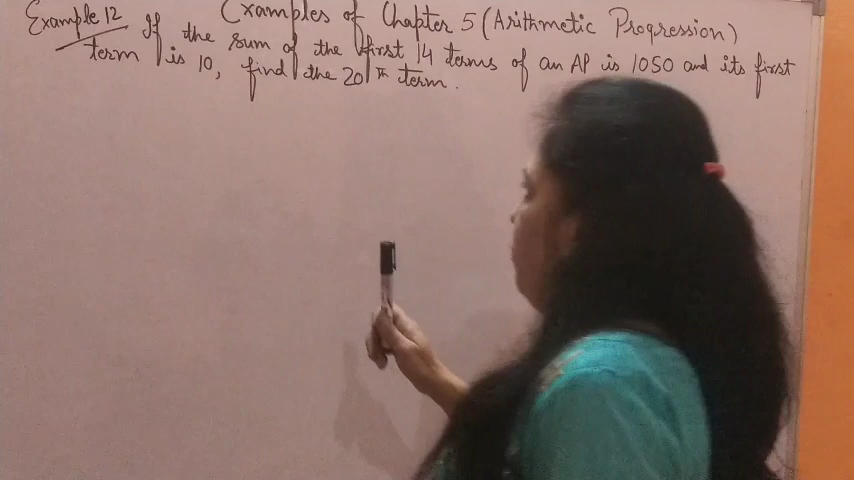 Examples of Chapter 5 (Arithmetic Progression)
Example 12 If the sum of the first 14 terms of an AP is 1050 and its first
term is 10, find the 20th term.